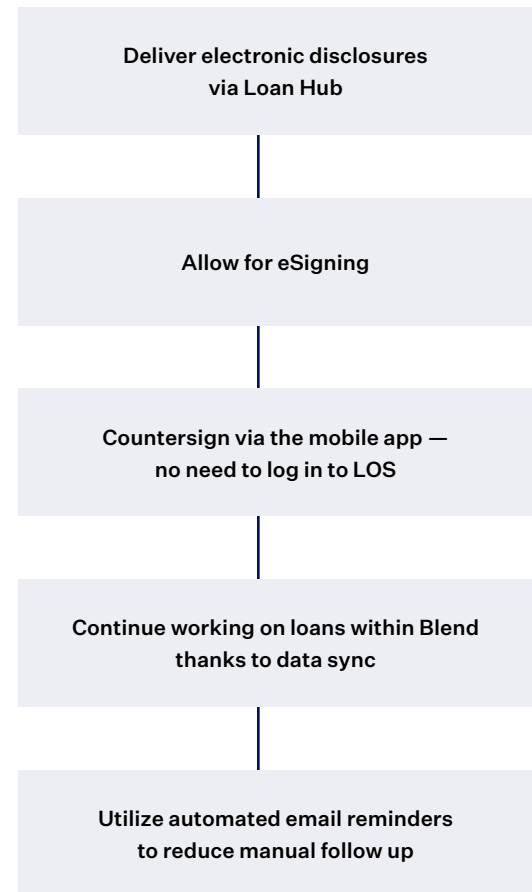 Deliver electronic disclosures
via Loan Hub
Allow for eSigning
Countersign via the mobile app —
no need to log in to LOS
Continue working on loans within Blend
thanks to data sync
Utilize automated email reminders
to reduce manual follow up